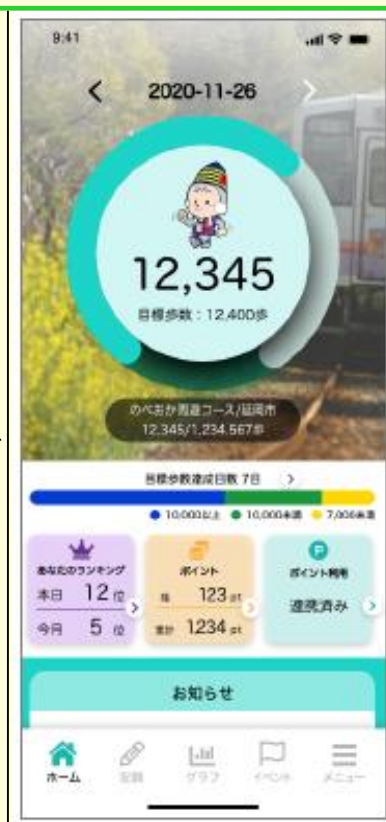 9:41
2020-11-26
12,345
目標歩数：12,400歩
のべおか周遊コース/延岡市
12,345/1,234,567歩
目標歩数達成日数 7日
10,000以上 10,000未満 7,000未満
あなたのランキング
本日 12 位
今月 5 位
ポイント
123 pt
累計 1,234 pt
ポイント利用
連携済み
お知らせ
ホーム 記録 グラフ イベント メニュー